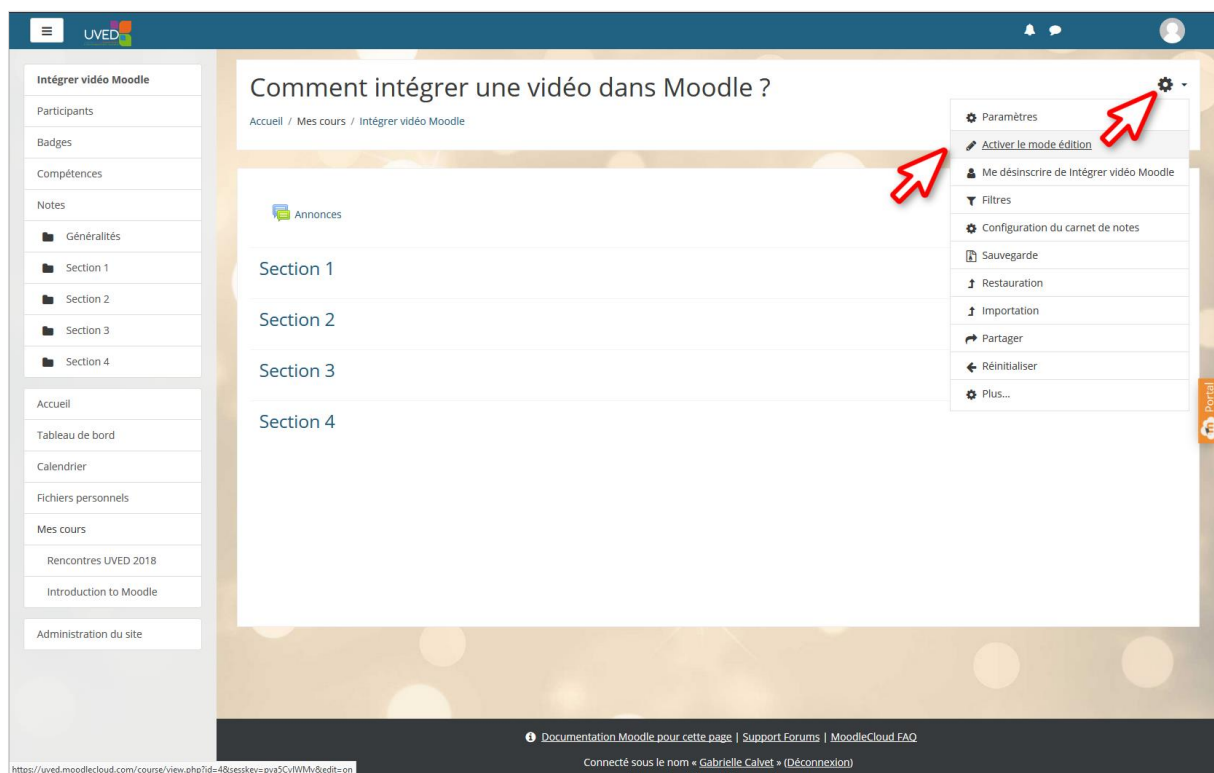 UVED
Intégrer vidéo Moodle
Participants
Badges
Compétences
Notes
Généralités
Section 1
Section 2
Section 3
Section 4
Accueil
Tableau de bord
Calendrier
Fichiers personnels
Mes cours
Rencontres UVED 2018
Introduction to Moodle
Administration du site
Comment intégrer une vidéo dans Moodle ?
Accueil / Mes cours / Intégrer vidéo Moodle
Annonces
Section 1
Section 2
Section 3
Section 4
Paramètres
Activer le mode édition
Me désinscrire de Intégrer vidéo Moodle
Filtres
Configuration du carnet de notes
Sauvegarde
Restauration
Importation
Partager
Réinitialiser
Plus...
Portal
Documentation Moodle pour cette page | Support Forums | MoodleCloud FAQ
Connecté sous le nom « Gabrielle Calvet » (Déconnexion)
https://uved.moodlecloud.com/course/view.php?id=4&sesskey=pva5CvIWMv&edit=on